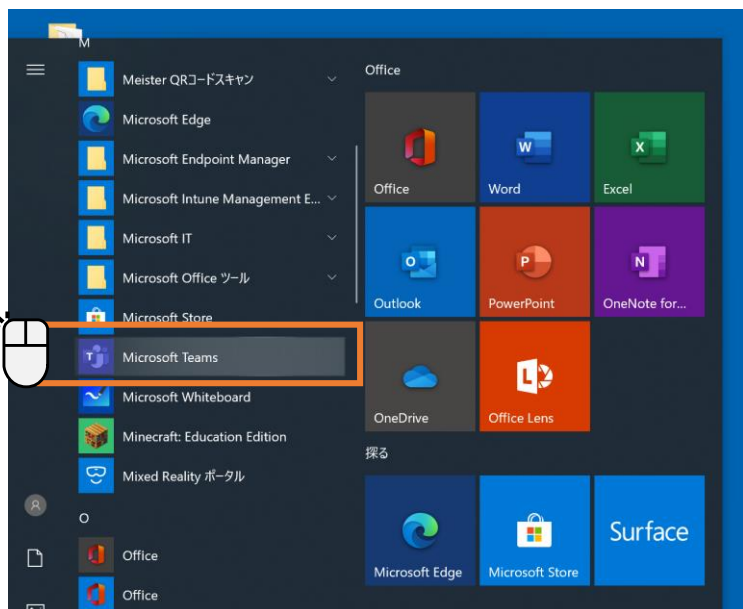 M
Meister QRコードスキャン
Microsoft Edge
Microsoft Endpoint Manager
Microsoft Intune Management E...
Microsoft IT
Microsoft Office ツール
Microsoft Store
Microsoft Teams
Microsoft Whiteboard
Minecraft: Education Edition
Mixed Reality ポータル
O
Office
Office
Office
Office
Word
Excel
Outlook
PowerPoint
OneNote for...
OneDrive
Office Lens
探る
Microsoft Edge
Microsoft Store
Surface